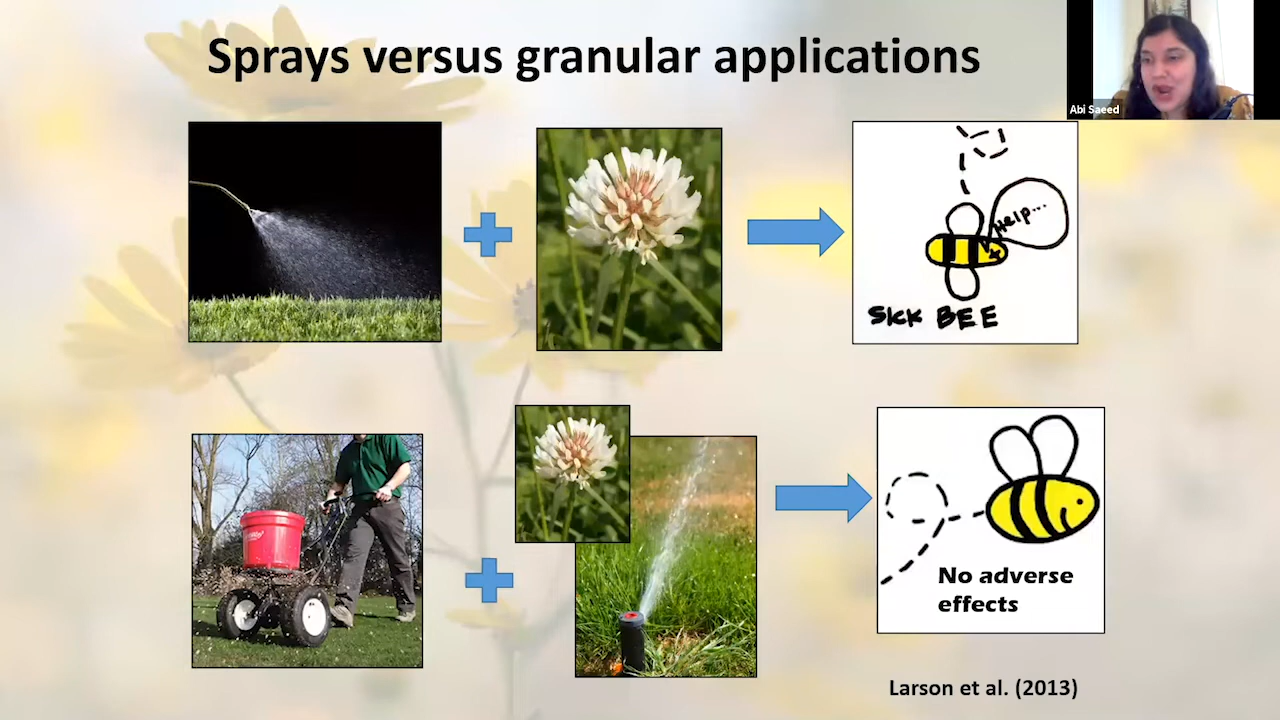 Sprays versus granular applications
Abi Saeed
Help...
SICK BEE
No adverse
effects
Larson et al. (2013)